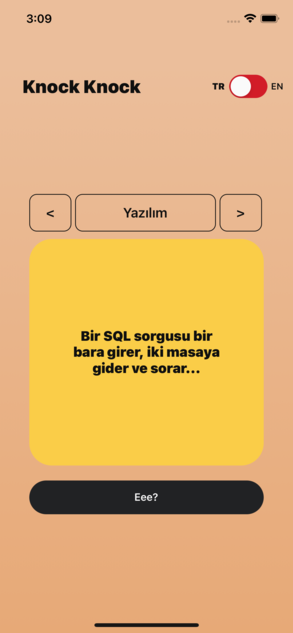 3:09
Knock Knock
TR EN
< Yazılım >
Bir SQL sorgusu bir
bara girer, iki masaya
gider ve sorar...
Eee?